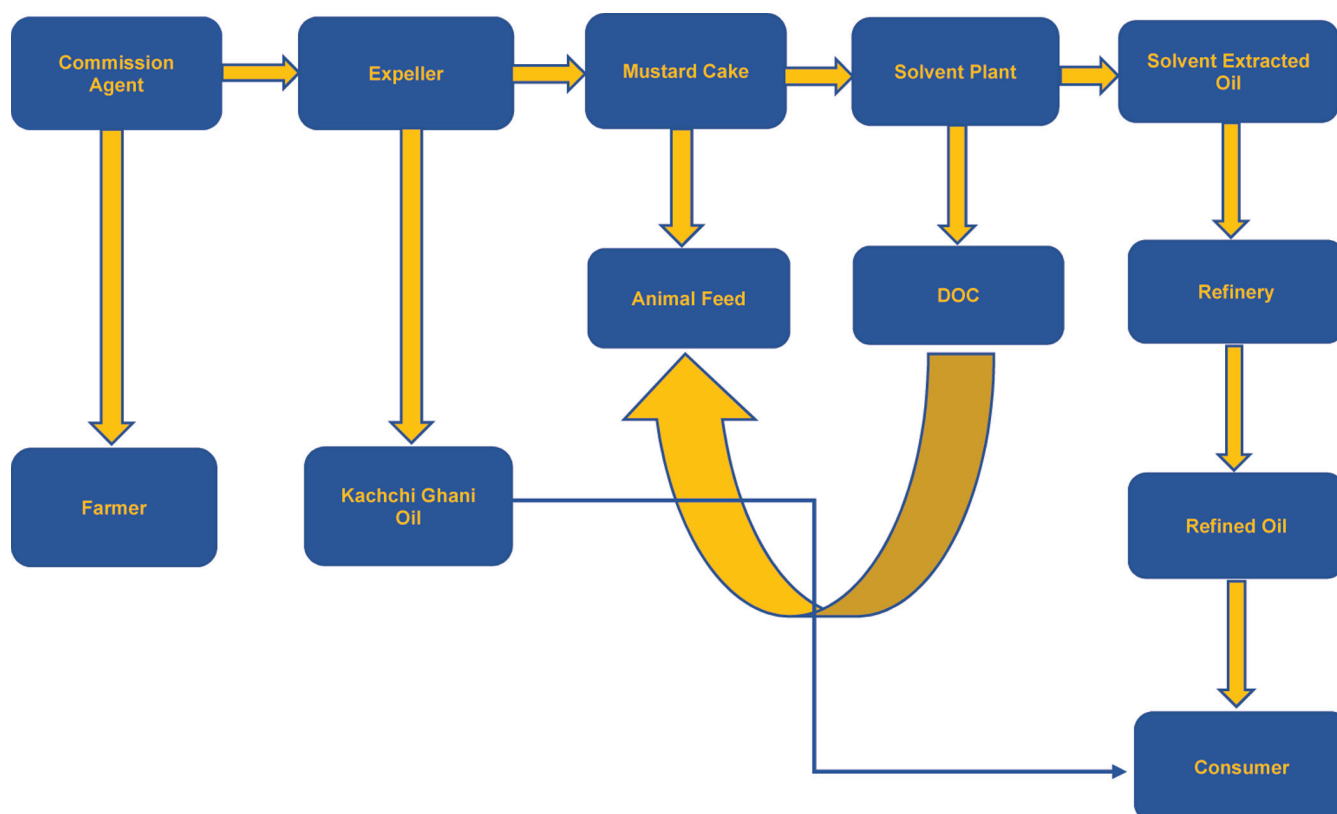 Commission
Agent
Expeller
Mustard Cake
Solvent Plant
Solvent Extracted
Oil
Animal Feed
DOC
Refinery
Farmer
Kachchi Ghani
Oil
Refined Oil
Consumer